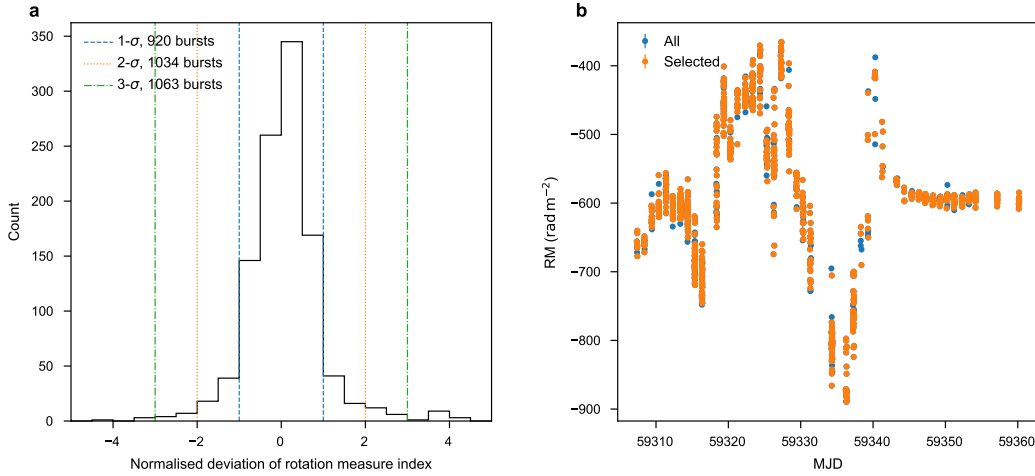 a
1-σ, 920 bursts
2-σ, 1034 bursts
3-σ, 1063 bursts
350
300
250
200
150
100
50
0
Count
−4
−2
0
2
4
Normalised deviation of rotation measure index
b
All
Selected
−400
−500
−600
−700
−800
−900
RM (rad m⁻²)
59310
59320
59330
59340
59350
59360
MJD